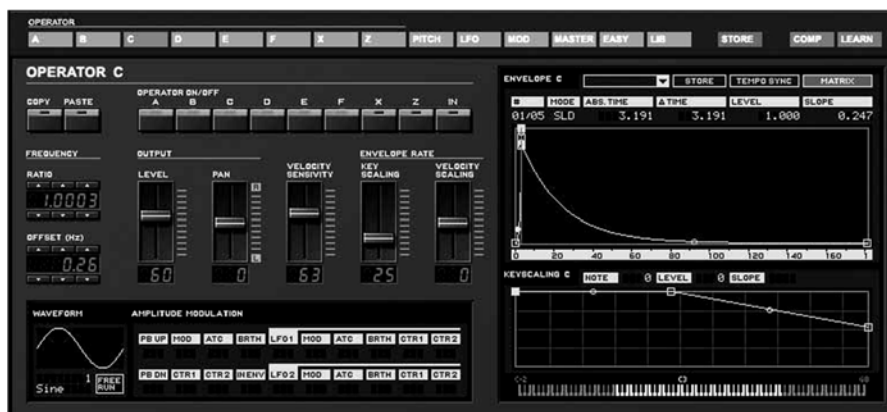 OPERATOR
A B C D E F X Z PITCH LFO MOD MASTER EASY LIB STORE COMP LEARN
OPERATOR C
COPY PASTE
OPERATOR ON/OFF
A B C D E F X Z IN
FREQUENCY
RATIO
1.0003
OFFSET (Hz)
0.26
OUTPUT
LEVEL PAN VELOCITY SENSIVITY
R
L
60 0 63
ENVELOPE RATE
KEY SCALING VELOCITY SCALING
25 0
WAVEFORM
Sine 1 FREE RUN
AMPLITUDE MODULATION
PB UP MOD ATC BRTH LFO1 MOD ATC BRTH CTR1 CTR2
PB DN CTR1 CTR2 INENV LFO2 MOD ATC BRTH CTR1 CTR2
ENVELOPE C STORE TEMPO SYNC MATRIX
# MODE ABS.TIME Δ TIME LEVEL SLOPE
01/05 SLD 3.191 3.191 1.000 0.247
0 20 40 60 80 100 120 140 160
KEYSCALING C NOTE 0 LEVEL 0 SLOPE
C-2 C3 G8